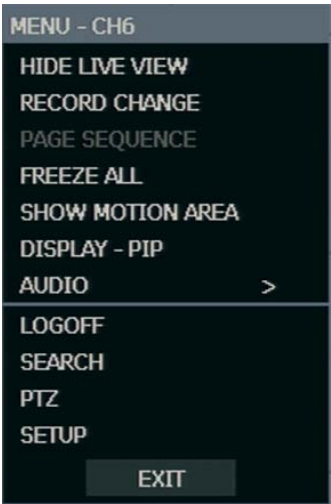 MENU - CH6
HIDE LIVE VIEW
RECORD CHANGE
PAGE SEQUENCE
FREEZE ALL
SHOW MOTION AREA
DISPLAY - PIP
AUDIO >
LOGOFF
SEARCH
PTZ
SETUP
EXIT